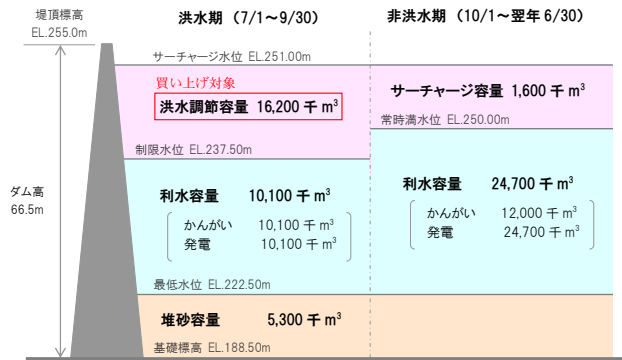 堤頂標高
EL.255.0m
洪水期（7/1～9/30）
非洪水期（10/1～翌年 6/30）
サーチャージ水位 EL.251.00m
買い上げ対象
洪水調節容量 16,200 千 m³
サーチャージ容量 1,600 千 m³
常時満水位 EL.250.00m
制限水位 EL.237.50m
ダム高
66.5m
利水容量 10,100 千 m³
かんがい 10,100 千 m³
発電 10,100 千 m³
利水容量 24,700 千 m³
かんがい 12,000 千 m³
発電 24,700 千 m³
最低水位 EL.222.50m
堆砂容量 5,300 千 m³
基礎標高 EL.188.50m